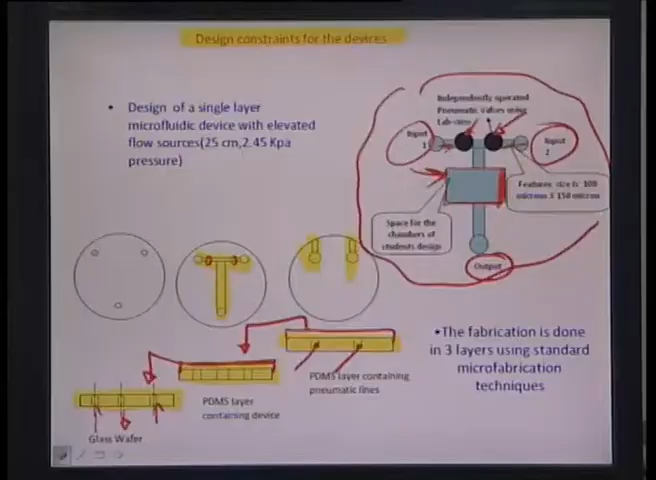 Design constraints for the devices
• Design of a single layer
microfluidic device with elevated
flow sources(25 cm,2.45 Kpa
pressure)
Independently operated
Pneumatic Valves using
Input
1
Input
2
Features size is 100
microns X 150 micron
Space for the
chambers of
students design
Output
•The fabrication is done
in 3 layers using standard
microfabrication
techniques
PDMS layer containing
pneumatic lines
PDMS layer
containing device
Glass Wafer